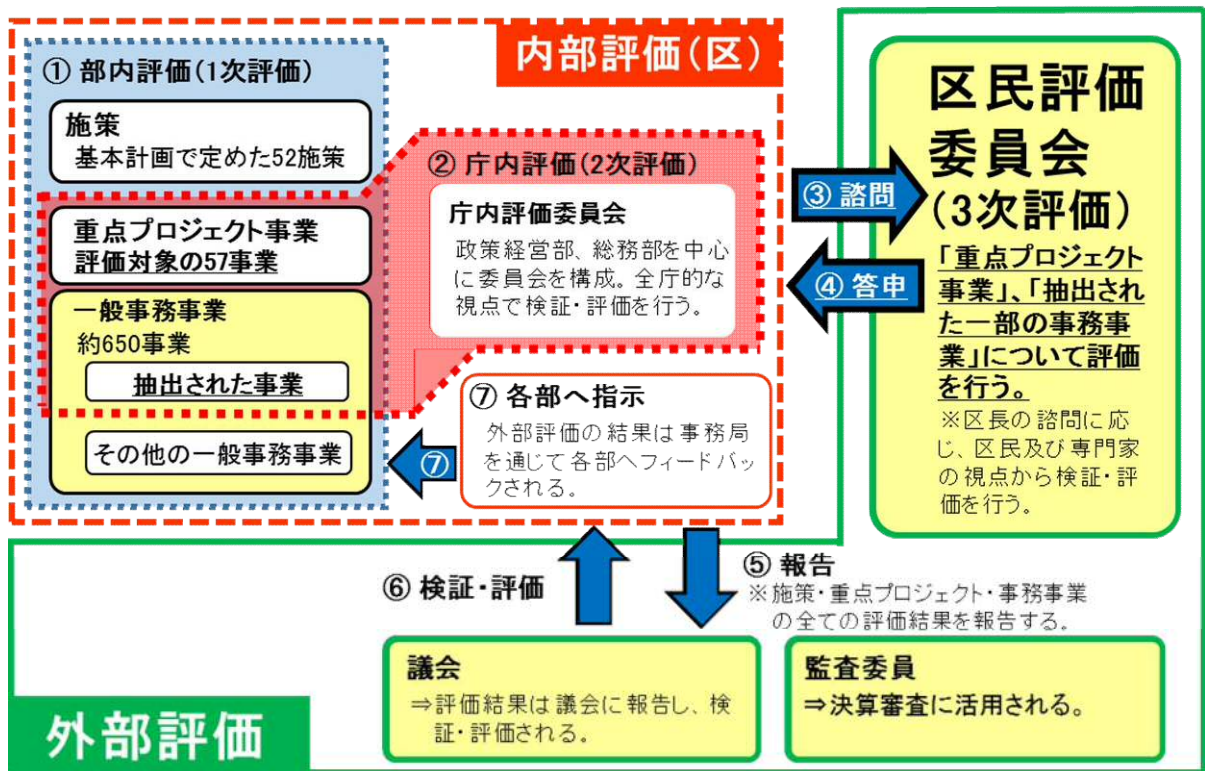 内部評価(区)
① 部内評価(1次評価)
施策
基本計画で定めた52施策
重点プロジェクト事業
評価対象の57事業
一般事務事業
約650事業
抽出された事業
その他の一般事務事業
② 庁内評価(2次評価)
庁内評価委員会
政策経営部、総務部を中心
に委員会を構成。全庁的な
視点で検証・評価を行う。
⑦ 各部へ指示
外部評価の結果は事務局
を通じて各部へフィードバッ
クされる。
⑦
③ 諮問
④ 答申
区民評価
委員会
(3次評価)
「重点プロジェクト
事業」、「抽出され
た一部の事務事
業」について評価
を行う。
※区長の諮問に応
じ、区民及び専門家
の視点から検証・評
価を行う。
⑥ 検証・評価
⑤ 報告
※施策・重点プロジェクト・事務事業
の全ての評価結果を報告する。
議会
⇒評価結果は議会に報告し、検
証・評価される。
監査委員
⇒決算審査に活用される。
外部評価